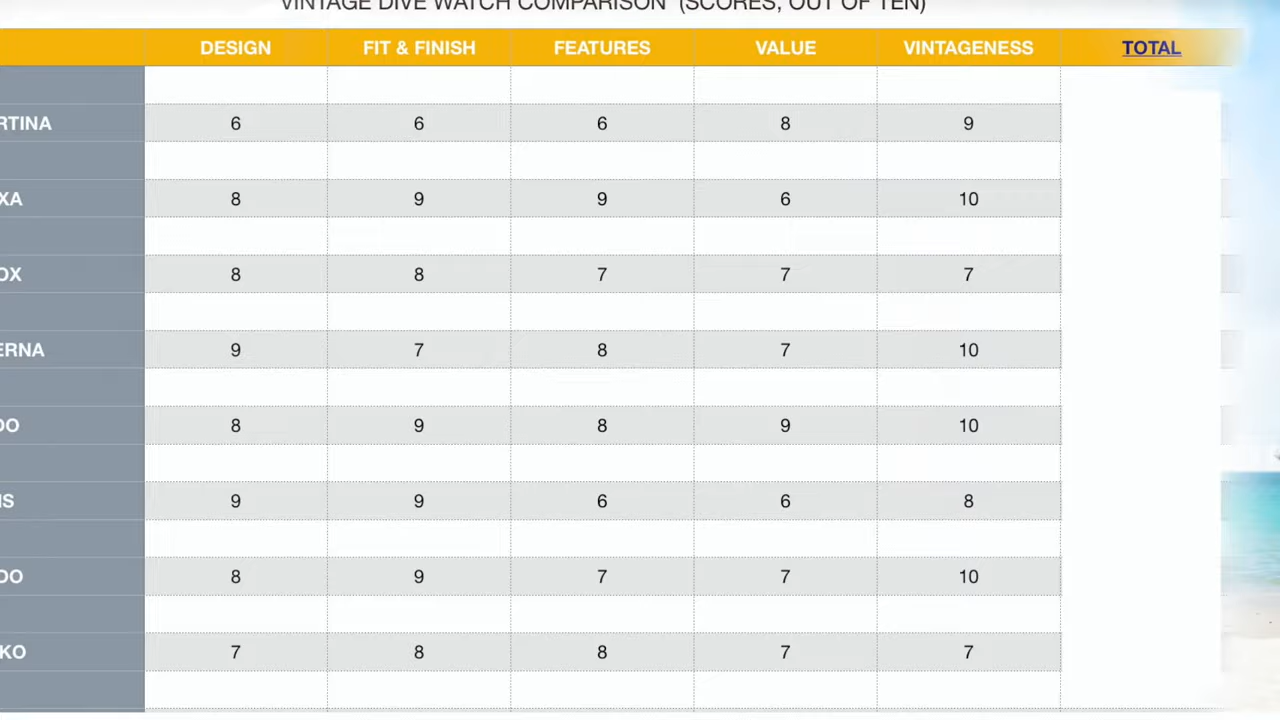 VINTAGE DIVE WATCH COMPARISON (SCORES, OUT OF TEN)
DESIGN FIT & FINISH FEATURES VALUE VINTAGENESS TOTAL
RTINA 6 6 6 8 9
XA 8 9 9 6 10
OX 8 8 7 7 7
ERNA 9 7 8 7 10
DO 8 9 8 9 10
IS 9 9 6 6 8
DO 8 9 7 7 10
KO 7 8 8 7 7